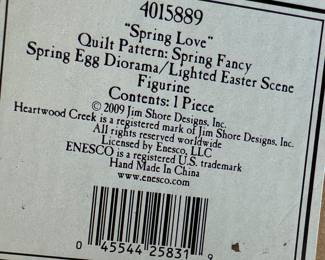 4015889
"Spring Love"
Quilt Pattern: Spring Fancy
Spring Egg Diorama/Lighted Easter Scene
Figurine
Contents: 1 Piece
© 2009 Jim Shore Designs, Inc.
Heartwood Creek is a registered mark of Jim Shore Designs, Inc.
All rights reserved worldwide
Licensed by Enesco, LLC
ENESCO is a registered U.S. trademark
Hand Made In China
www.enesco.com
0 45544 25831 9